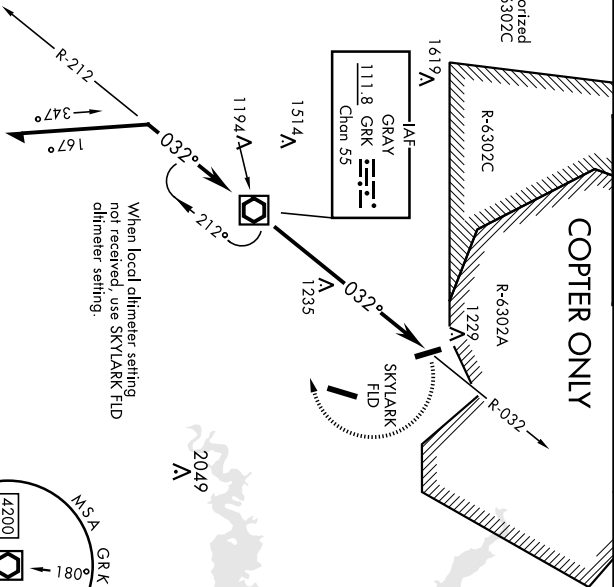 orized
6302C
R-6302C
R-6302A
COPTER ONLY
1619
IAF
GRAY
111.8 GRK
Chan 55
1514
1194
R-212
347°
167°
032°
212°
1235
032°
1229
SKYLARK
FLD
R-032
When local altimeter setting
not received, use SKYLARK FLD
altimeter setting.
2049
MSA GRK
4200
180°